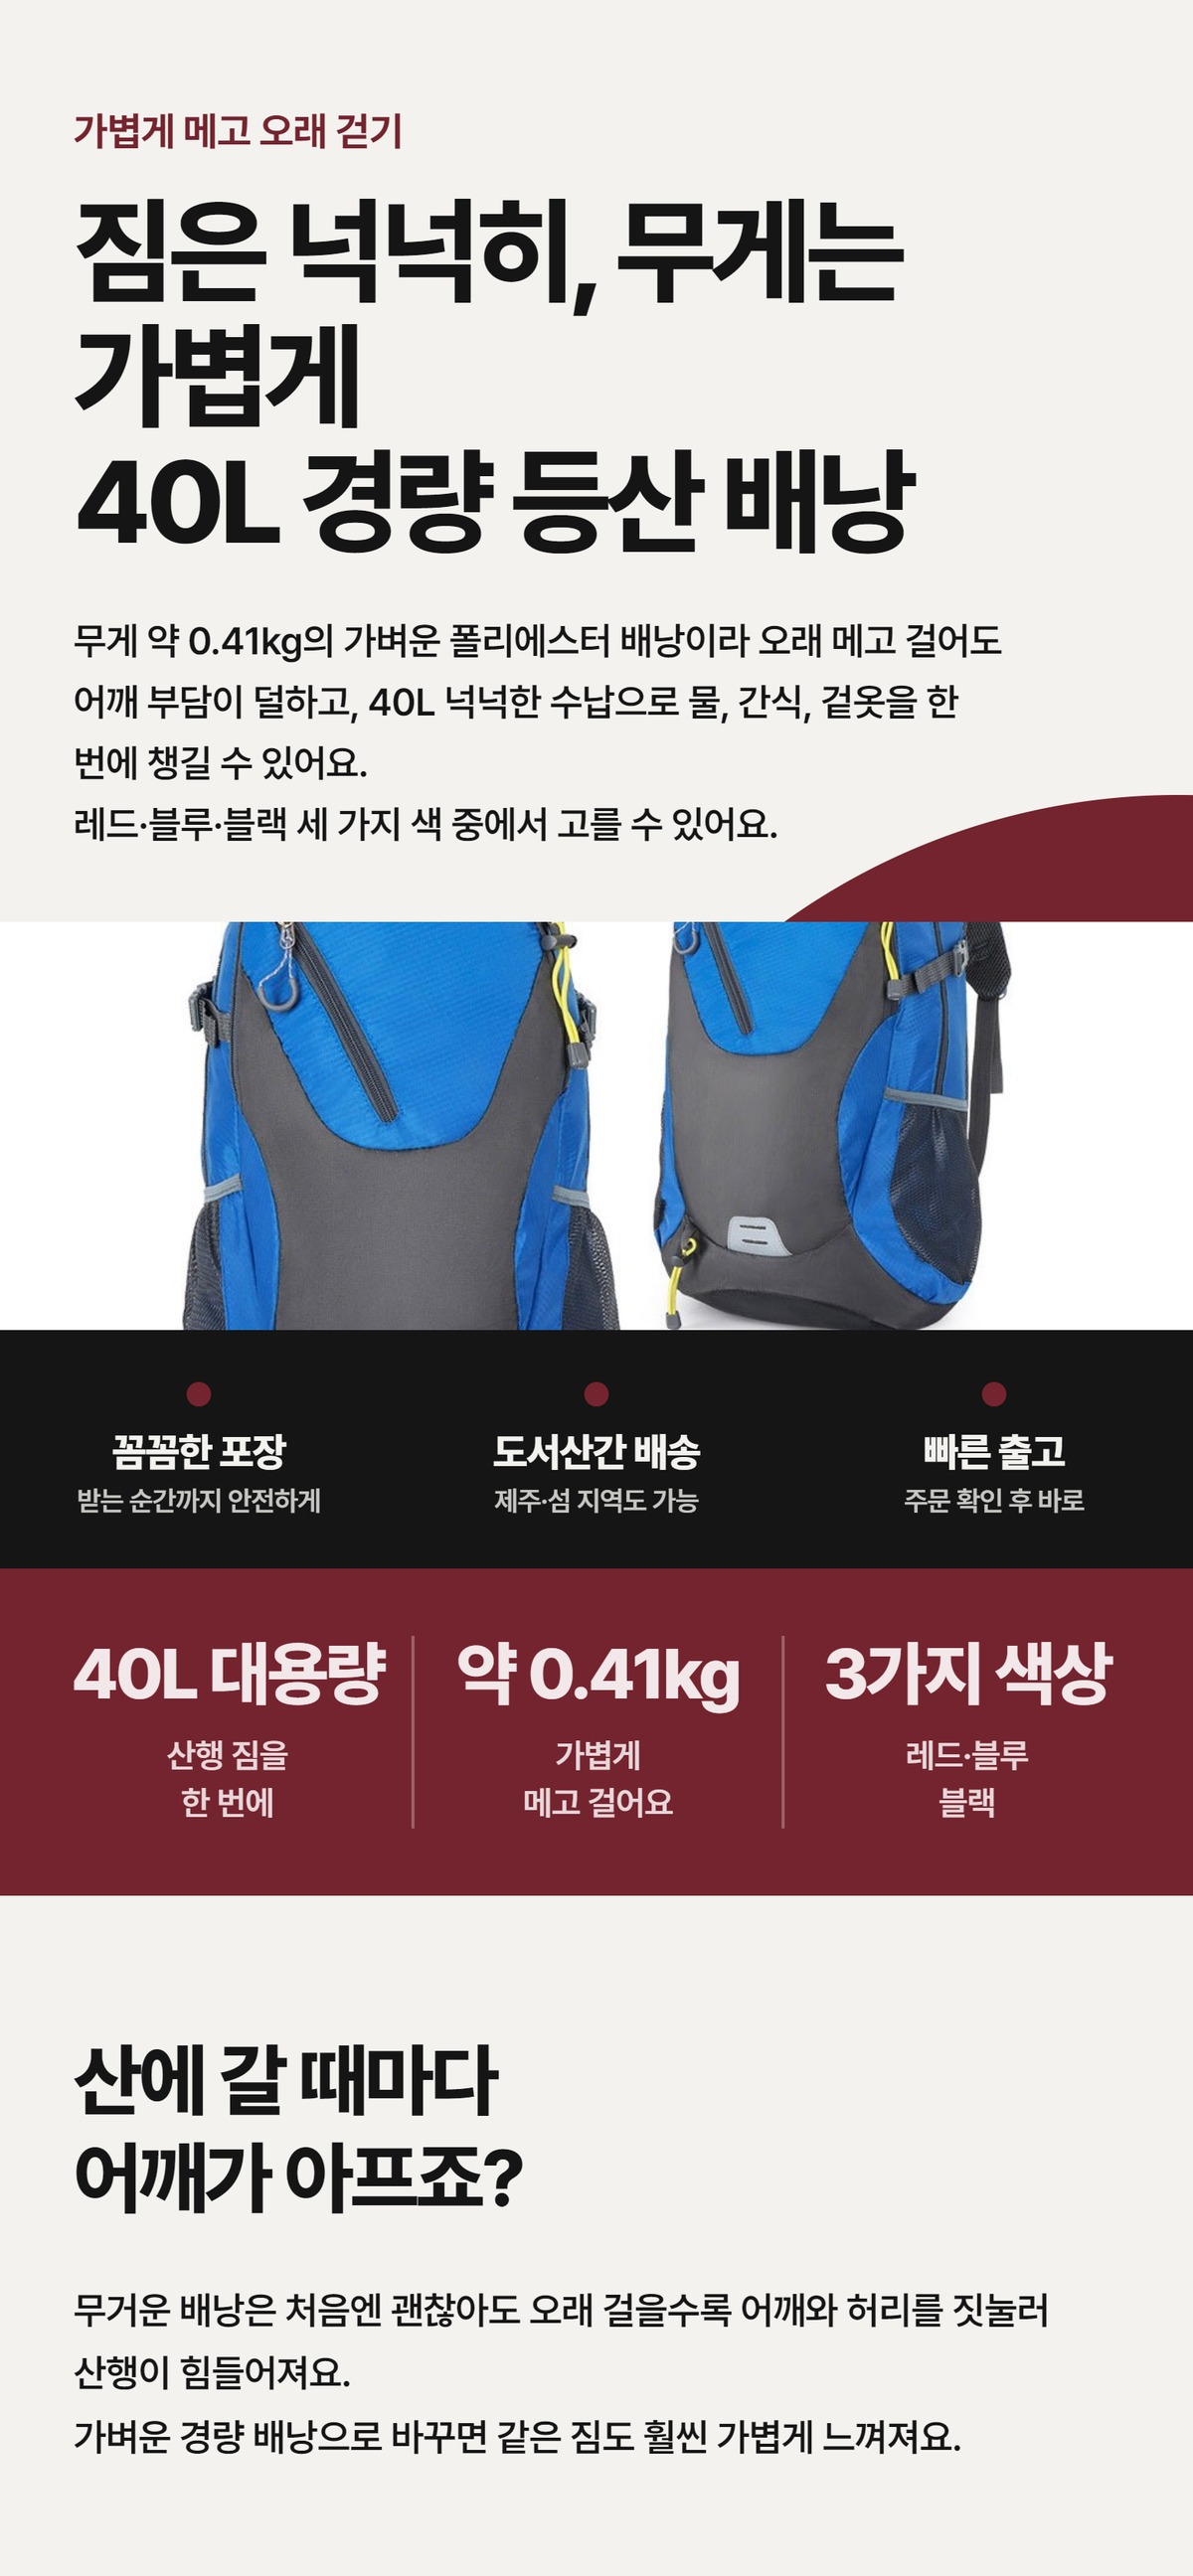 가볍게 메고 오래 걷기
짐은 넉넉히, 무게는
가볍게
40L 경량 등산 배낭
무게 약 0.41kg의 가벼운 폴리에스터 배낭이라 오래 메고 걸어도
어깨 부담이 덜하고, 40L 넉넉한 수납으로 물, 간식, 겉옷을 한
번에 챙길 수 있어요.
레드·블루·블랙 세 가지 색 중에서 고를 수 있어요.
꼼꼼한 포장
받는 순간까지 안전하게
도서산간 배송
제주·섬 지역도 가능
빠른 출고
주문 확인 후 바로
40L 대용량
산행 짐을
한 번에
약 0.41kg
가볍게
메고 걸어요
3가지 색상
레드·블루
블랙
산에 갈 때마다
어깨가 아프죠?
무거운 배낭은 처음엔 괜찮아도 오래 걸을수록 어깨와 허리를 짓눌러
산행이 힘들어져요.
가벼운 경량 배낭으로 바꾸면 같은 짐도 훨씬 가볍게 느껴져요.